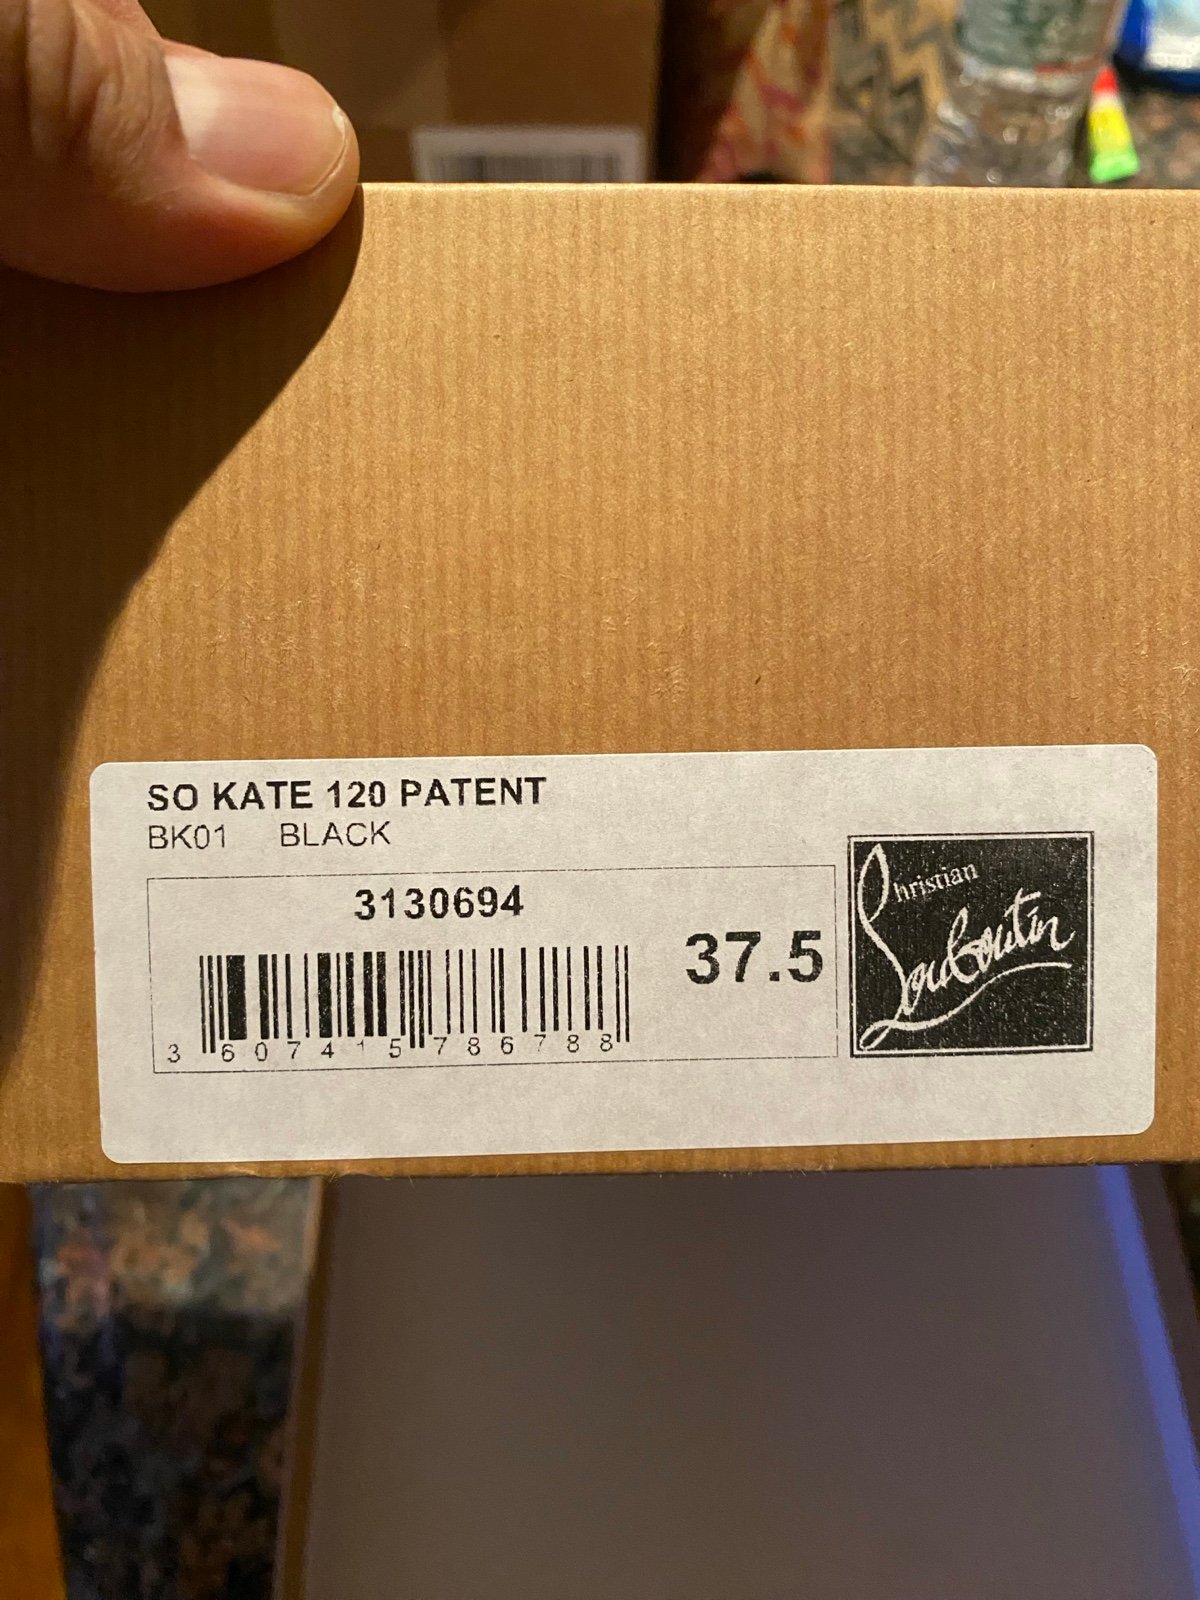 SO KATE 120 PATENT
BK01 BLACK
3130694
37.5
3 607415 786788
Christian
Louboutin